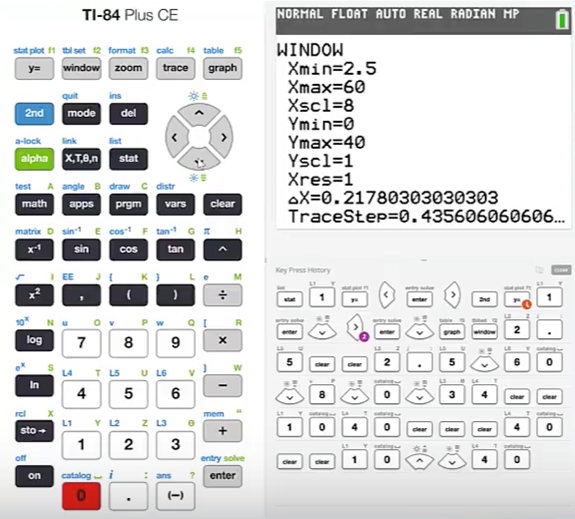 TI-84 Plus CE
stat plot f1 tbl set f2 format f3 calc f4 table f5
y= window zoom trace graph
quit ins
2nd mode del
a-lock link list
alpha X,T,θ,n stat
test A angle B draw C distr
math apps prgm vars clear
matrix D sin⁻¹ E cos⁻¹ F tan⁻¹ G π H
x⁻¹ sin cos tan ^
√ I EE J { K } L e M
x² , ( ) ÷
10ˣ N u O v P w Q [ R
log 7 8 9 ×
eˣ S L4 T L5 U L6 V ] W
ln 4 5 6 −
rcl X L1 Y L2 Z L3 θ mem "
sto→ 1 2 3 +
off catalog ⎵ i : ans ? entry solve
on 0 . (−) enter
NORMAL FLOAT AUTO REAL RADIAN MP
WINDOW
Xmin=2.5
Xmax=60
Xscl=8
Ymin=0
Ymax=40
Yscl=1
Xres=1
△X=0.21780303030303
TraceStep=0.435606060606…
Key Press History
list L1 Y stat plot f1 stat plot f1 L1 Y
stat 1 y= enter 2nd y= 1
entry solve entry solve table f5 tbl set f2 L2 Z
enter 2 enter graph window 2 .
L5 U L2 Z L5 U L6 V catalog
5 clear clear 2 . 5 6 0
v P catalog L3 θ L4 T
8 0 3 4 clear clear
L1 Y catalog L4 T catalog L4 T catalog
1 0 4 0 clear clear clear 4 0
L1 Y catalog L4 T catalog
clear clear 1 0 4 0